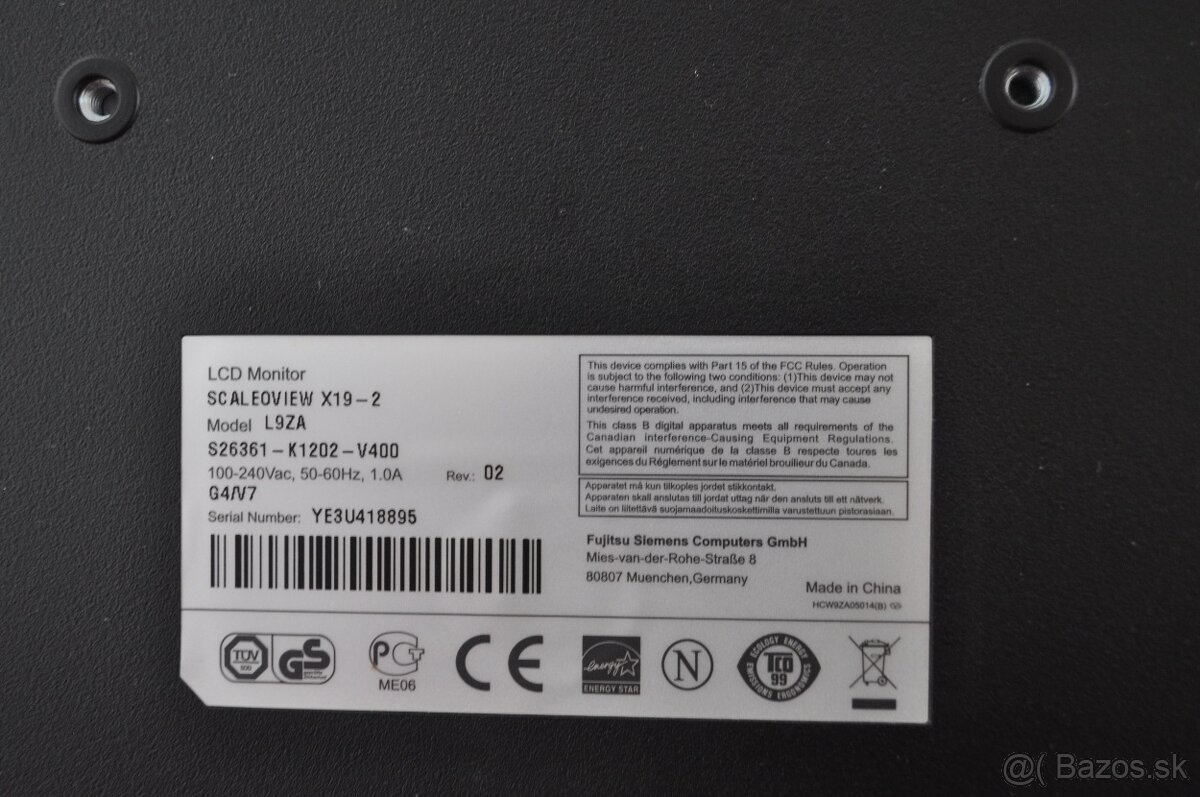 LCD Monitor
SCALEOVIEW X19-2
Model L9ZA
S26361-K1202-V400
100-240Vac, 50-60Hz, 1.0A Rev.: 02
G4/V7
Serial Number: YE3U418895
This device complies with Part 15 of the FCC Rules. Operation
is subject to the following two conditions: (1)This device may not
cause harmful interference, and (2)This device must accept any
interference received, including interference that may cause
undesired operation.
This class B digital apparatus meets all requirements of the
Canadian interference-Causing Equipment Regulations.
Cet appareil numérique de la classe B respecte toures les
exigences du Réglement sur le matériel brouilieur du Canada.
Apparatet må kun tilkoples jordet stikkontakt.
Apparaten skall anslutas till jordat uttag när den ansluts till ett nätverk.
Laite on liitettävä suojamaadoituskoskettimilla varustettuun pistorasiaan.
Fujitsu Siemens Computers GmbH
Mies-van-der-Rohe-Straße 8
80807 Muenchen,Germany
Made in China
HCW9ZA05014(B)
TÜV
GS
PCT
ME06
CE
energy
ENERGY STAR
N
ECOLOGY ENERGY
TCO
99
EMISSIONS ERGONOMICS
@( Bazos.sk